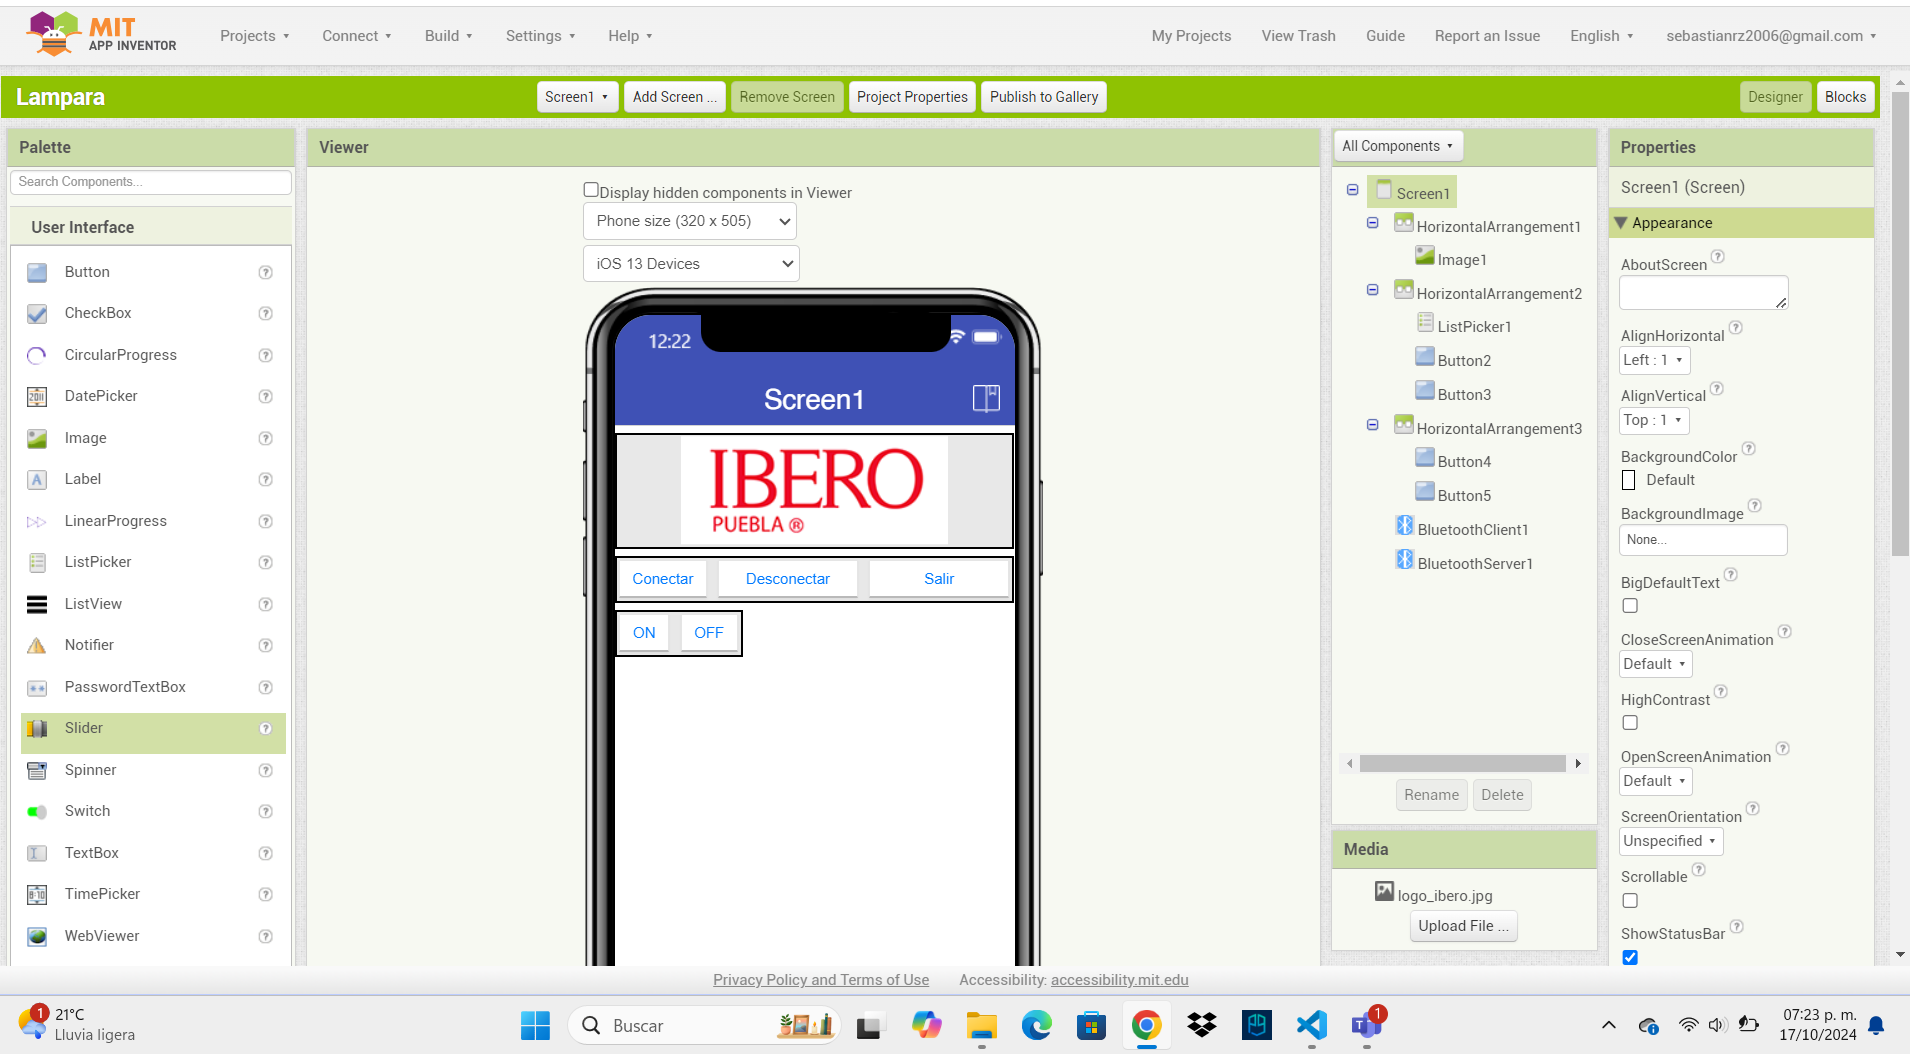 MIT
APP INVENTOR
Projects
Connect
Build
Settings
Help
My Projects
View Trash
Guide
Report an Issue
English
sebastianrz2006@gmail.com
Lampara
Screen1
Add Screen ...
Remove Screen
Project Properties
Publish to Gallery
Designer
Blocks
Palette
Search Components...
User Interface
Button
CheckBox
CircularProgress
DatePicker
Image
Label
LinearProgress
ListPicker
ListView
Notifier
PasswordTextBox
Slider
Spinner
Switch
TextBox
TimePicker
WebViewer
Viewer
Display hidden components in Viewer
Phone size (320 x 505)
iOS 13 Devices
12:22
Screen1
IBERO
PUEBLA ®
Conectar
Desconectar
Salir
ON
OFF
All Components
Screen1
HorizontalArrangement1
Image1
HorizontalArrangement2
ListPicker1
Button2
Button3
HorizontalArrangement3
Button4
Button5
BluetoothClient1
BluetoothServer1
Rename
Delete
Media
logo_ibero.jpg
Upload File ...
Properties
Screen1 (Screen)
Appearance
AboutScreen
AlignHorizontal
Left : 1
AlignVertical
Top : 1
BackgroundColor
Default
BackgroundImage
None...
BigDefaultText
CloseScreenAnimation
Default
HighContrast
OpenScreenAnimation
Default
ScreenOrientation
Unspecified
Scrollable
ShowStatusBar
Privacy Policy and Terms of Use
Accessibility: accessibility.mit.edu
1
21°C
Lluvia ligera
Buscar
1
07:23 p. m.
17/10/2024